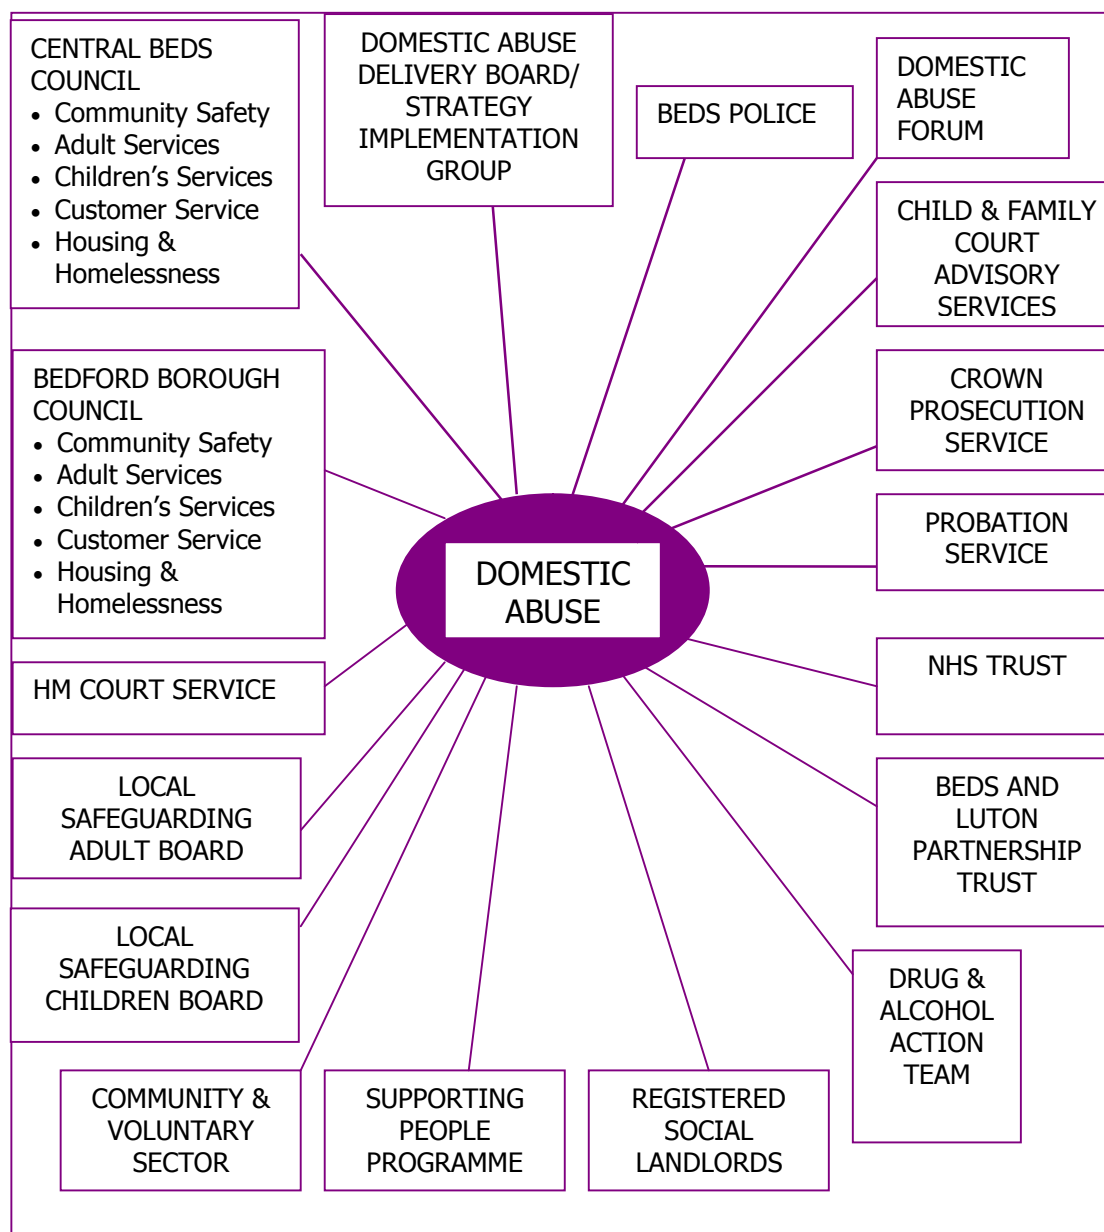 CENTRAL BEDS
COUNCIL
• Community Safety
• Adult Services
• Children’s Services
• Customer Service
• Housing &
Homelessness
DOMESTIC ABUSE
DELIVERY BOARD/
STRATEGY
IMPLEMENTATION
GROUP
BEDS POLICE
DOMESTIC
ABUSE
FORUM
CHILD & FAMILY
COURT
ADVISORY
SERVICES
BEDFORD BOROUGH
COUNCIL
• Community Safety
• Adult Services
• Children’s Services
• Customer Service
• Housing &
Homelessness
CROWN
PROSECUTION
SERVICE
PROBATION
SERVICE
DOMESTIC
ABUSE
HM COURT SERVICE
NHS TRUST
LOCAL
SAFEGUARDING
ADULT BOARD
BEDS AND
LUTON
PARTNERSHIP
TRUST
LOCAL
SAFEGUARDING
CHILDREN BOARD
DRUG &
ALCOHOL
ACTION
TEAM
COMMUNITY &
VOLUNTARY
SECTOR
SUPPORTING
PEOPLE
PROGRAMME
REGISTERED
SOCIAL
LANDLORDS